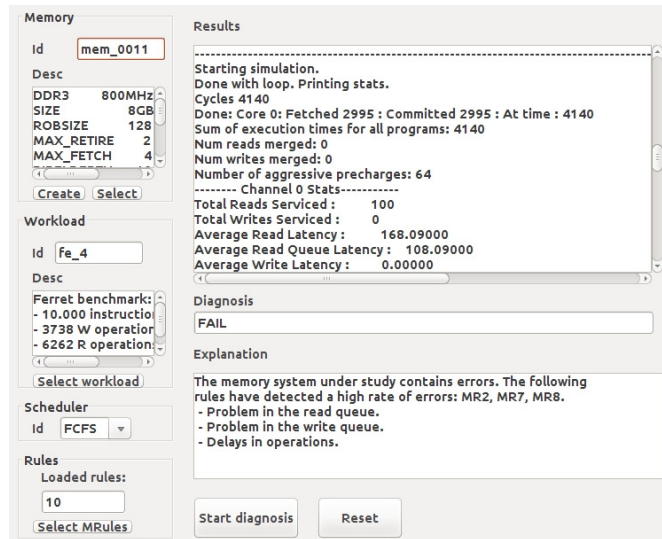 Memory
Id mem_0011
Desc
DDR3 800MHz
SIZE 8GB
ROBSIZE 128
MAX_RETIRE 2
MAX_FETCH 4
Create Select
Workload
Id fe_4
Desc
Ferret benchmark:
- 10.000 instructio
- 3738 W operation
- 6262 R operation
Select workload
Scheduler
Id FCFS
Rules
Loaded rules:
10
Select MRules
Results
Starting simulation.
Done with loop. Printing stats.
Cycles 4140
Done: Core 0: Fetched 2995 : Committed 2995 : At time : 4140
Sum of execution times for all programs: 4140
Num reads merged: 0
Num writes merged: 0
Number of aggressive precharges: 64
-------- Channel 0 Stats-----------
Total Reads Serviced : 100
Total Writes Serviced : 0
Average Read Latency : 168.09000
Average Read Queue Latency : 108.09000
Average Write Latency : 0.00000
Diagnosis
FAIL
Explanation
The memory system under study contains errors. The following
rules have detected a high rate of errors: MR2, MR7, MR8.
- Problem in the read queue.
- Problem in the write queue.
- Delays in operations.
Start diagnosis Reset